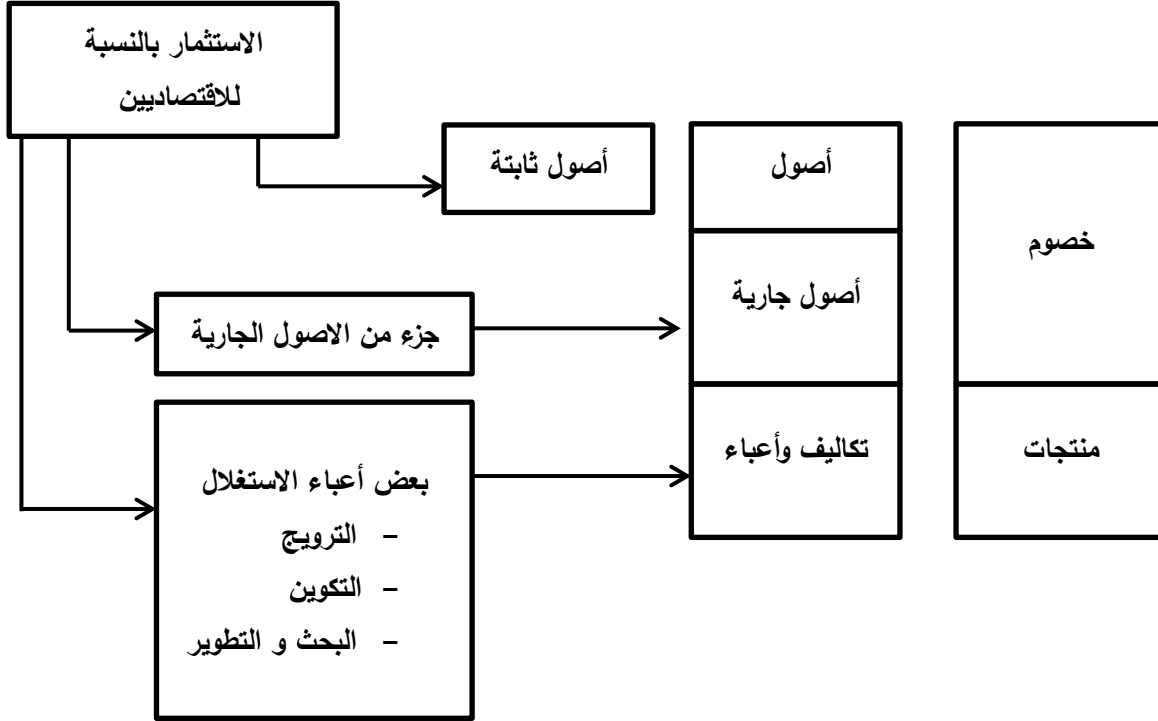 الاستثمار بالنسبة
للاقتصاديين
أصول ثابتة
أصول
خصوم
أصول جارية
جزء من الاصول الجارية
تكاليف وأعباء
منتجات
بعض أعباء الاستغلال
- الترويج
- التكوين
- البحث و التطوير